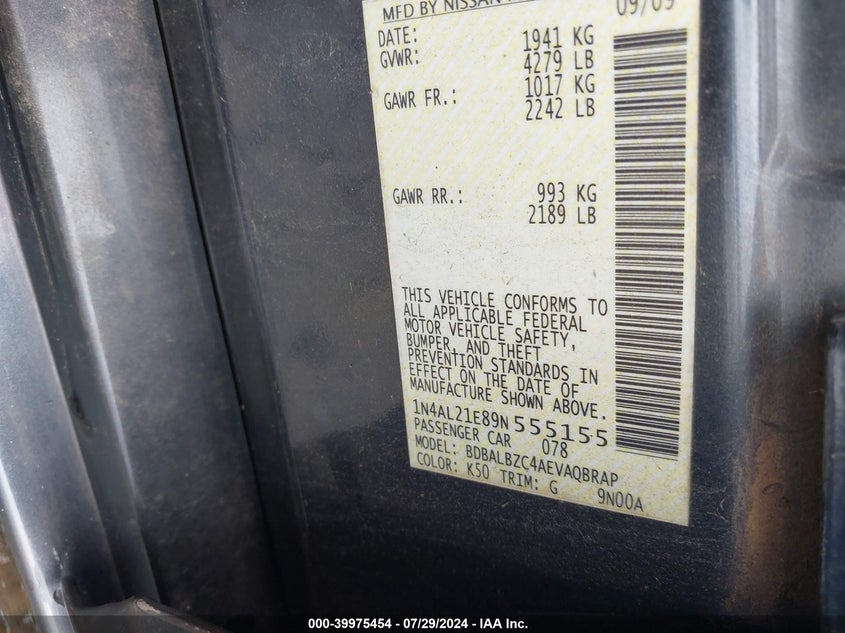 MFD BY NISSAN
09/09
DATE:
GVWR: 1941 KG
4279 LB
GAWR FR.: 1017 KG
2242 LB
GAWR RR.: 993 KG
2189 LB
THIS VEHICLE CONFORMS TO
ALL APPLICABLE FEDERAL
MOTOR VEHICLE SAFETY,
BUMPER, AND THEFT
PREVENTION STANDARDS IN
EFFECT ON THE DATE OF
MANUFACTURE SHOWN ABOVE.
1N4AL21E89N555155
PASSENGER CAR 078
MODEL: BDBALBZC4AEVAQBRAP
COLOR: K50 TRIM: G 9N00A
000-39975454 - 07/29/2024 - IAA Inc.